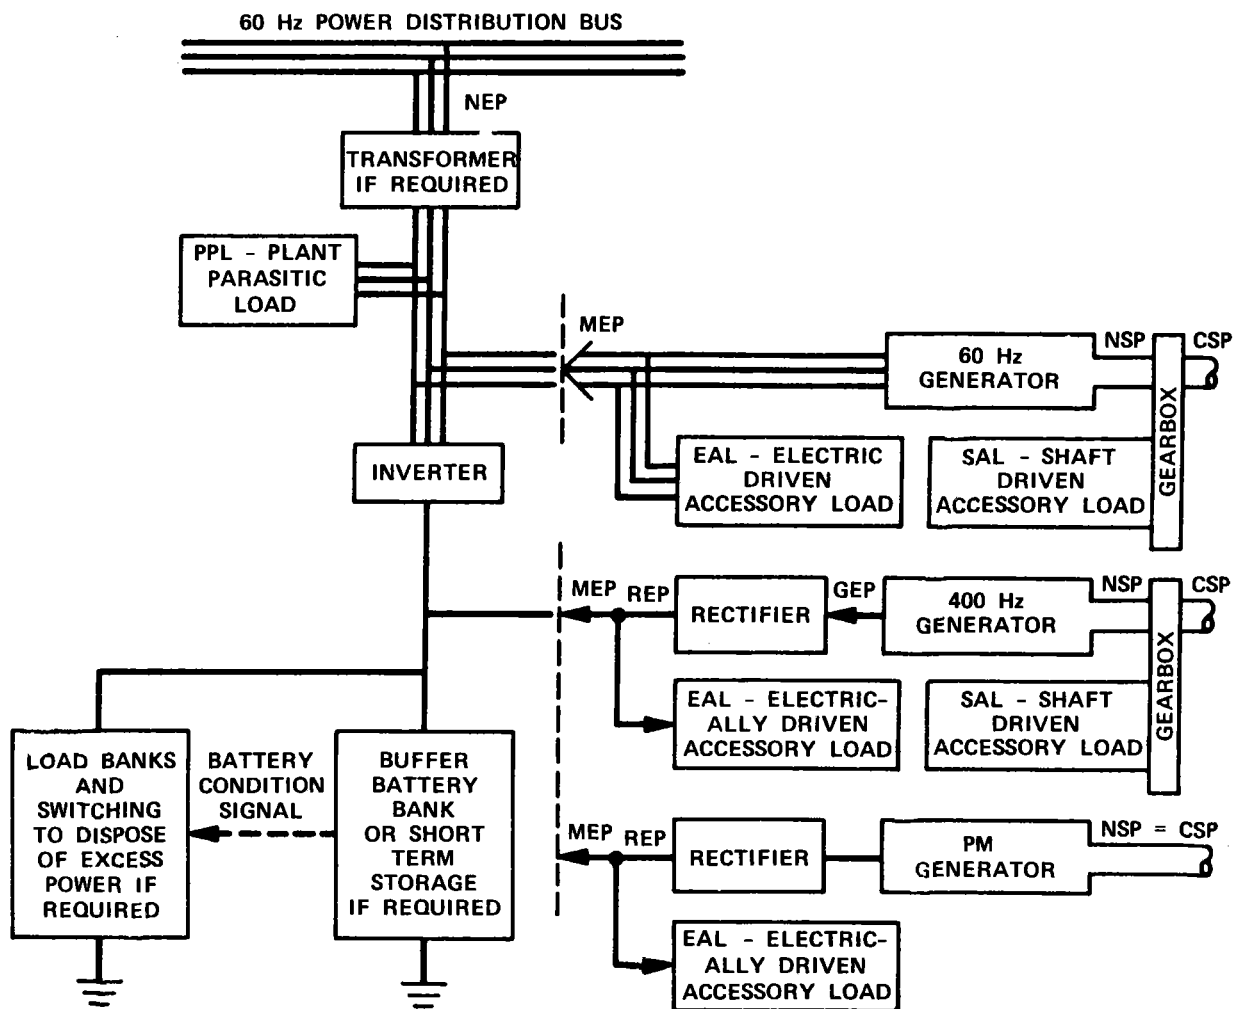 60 Hz POWER DISTRIBUTION BUS
NEP
TRANSFORMER
IF REQUIRED
PPL - PLANT
PARASITIC
LOAD
MEP
60 Hz
GENERATOR
NSP
CSP
GEARBOX
EAL - ELECTRIC
DRIVEN
ACCESSORY LOAD
SAL - SHAFT
DRIVEN
ACCESSORY LOAD
INVERTER
MEP
REP
RECTIFIER
GEP
400 Hz
GENERATOR
NSP
CSP
GEARBOX
EAL - ELECTRIC-
ALLY DRIVEN
ACCESSORY LOAD
SAL - SHAFT
DRIVEN
ACCESSORY LOAD
LOAD BANKS
AND
SWITCHING
TO DISPOSE
OF EXCESS
POWER IF
REQUIRED
BATTERY
CONDITION
SIGNAL
BUFFER
BATTERY
BANK
OR SHORT
TERM
STORAGE
IF REQUIRED
MEP
REP
RECTIFIER
PM
GENERATOR
NSP = CSP
EAL - ELECTRIC-
ALLY DRIVEN
ACCESSORY LOAD